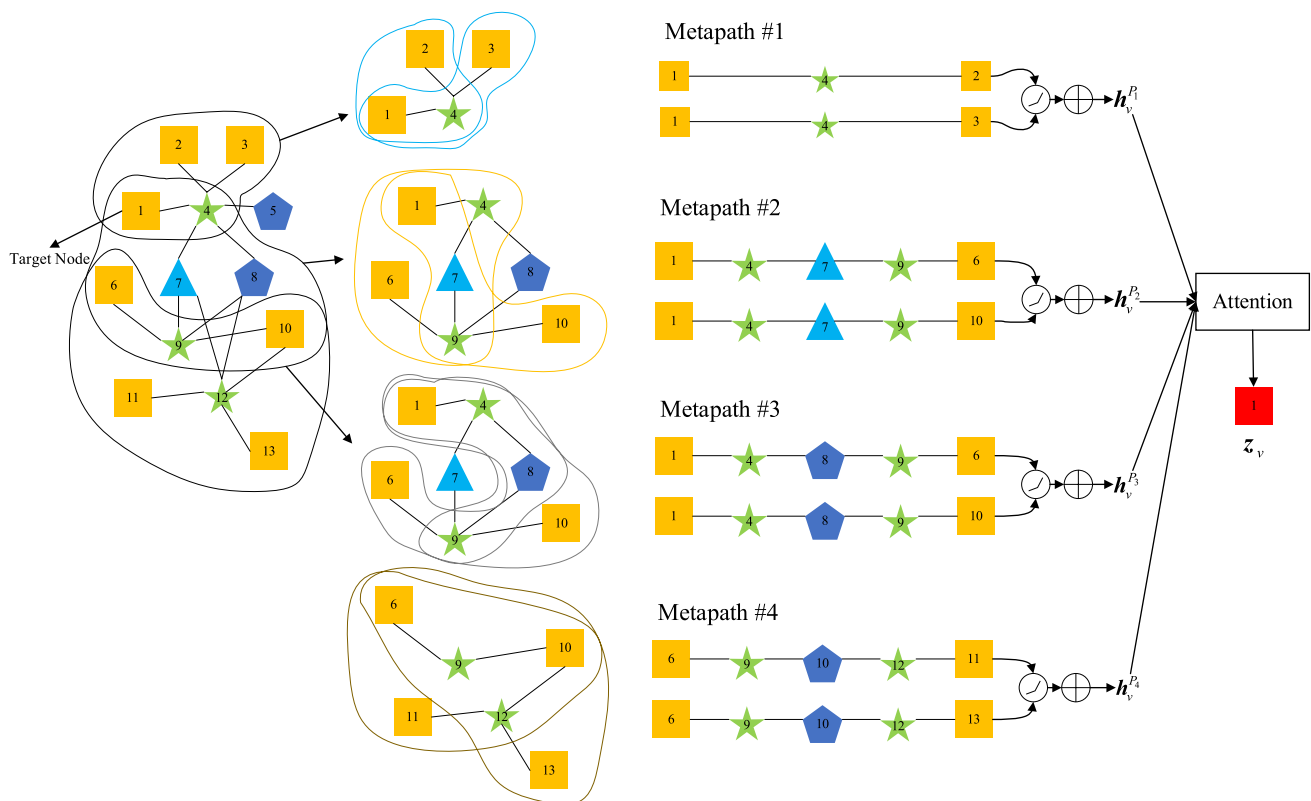 2
3
1
4
5
Target Node
6
7
8
9
10
11
12
13
2
3
1
4
1
4
6
7
8
9
10
1
4
6
7
8
9
10
6
9
10
11
12
13
Metapath #1
1 4 2
1 4 3
h_v^{P_1}
Metapath #2
1 4 7 9 6
1 4 7 9 10
h_v^{P_2}
Metapath #3
1 4 8 9 6
1 4 8 9 10
h_v^{P_3}
Metapath #4
6 9 10 12 11
6 9 10 12 13
h_v^{P_4}
Attention
1
z_v